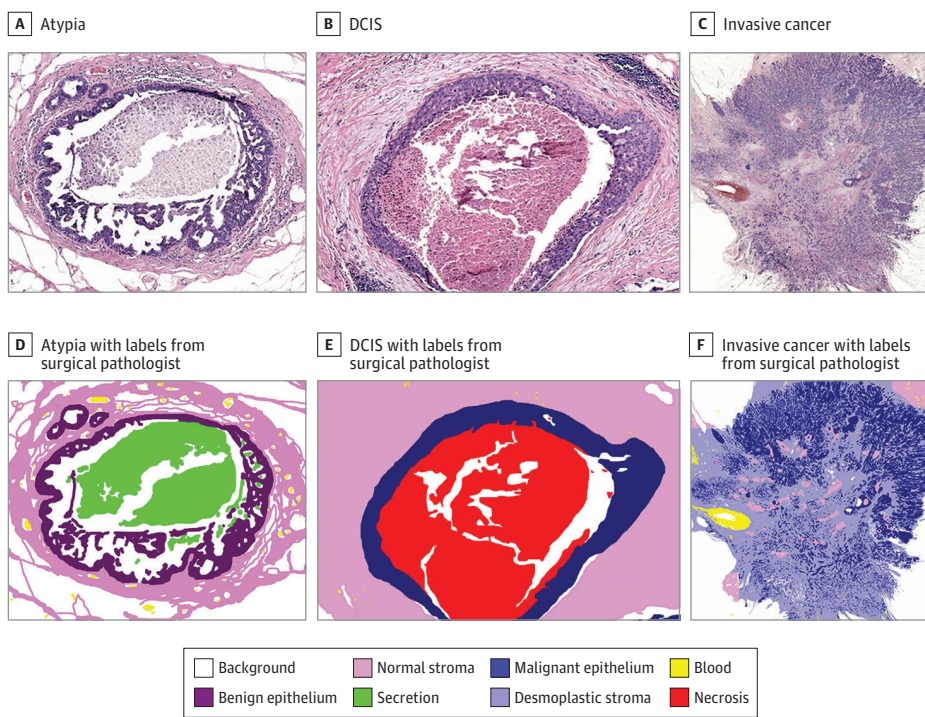 A Atypia
B DCIS
C Invasive cancer
D Atypia with labels from
surgical pathologist
E DCIS with labels from
surgical pathologist
F Invasive cancer with labels
from surgical pathologist
Background
Normal stroma
Malignant epithelium
Blood
Benign epithelium
Secretion
Desmoplastic stroma
Necrosis